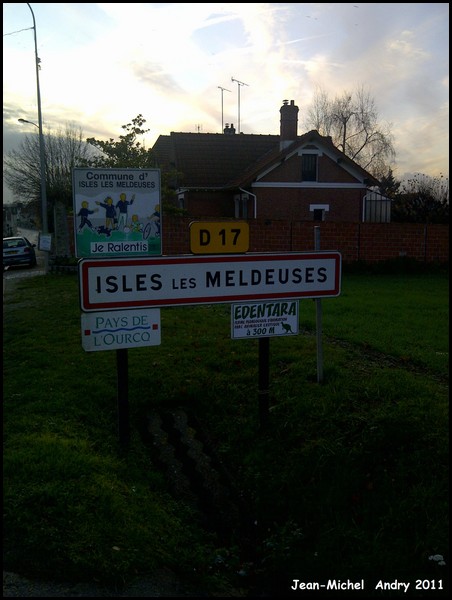 Commune d'
ISLES LES MELDEUSES
Je Ralentis
D 17
ISLES LES MELDEUSES
PAYS DE
L'OURCQ
EDENTARA
à 300 M
Jean-Michel Andry 2011